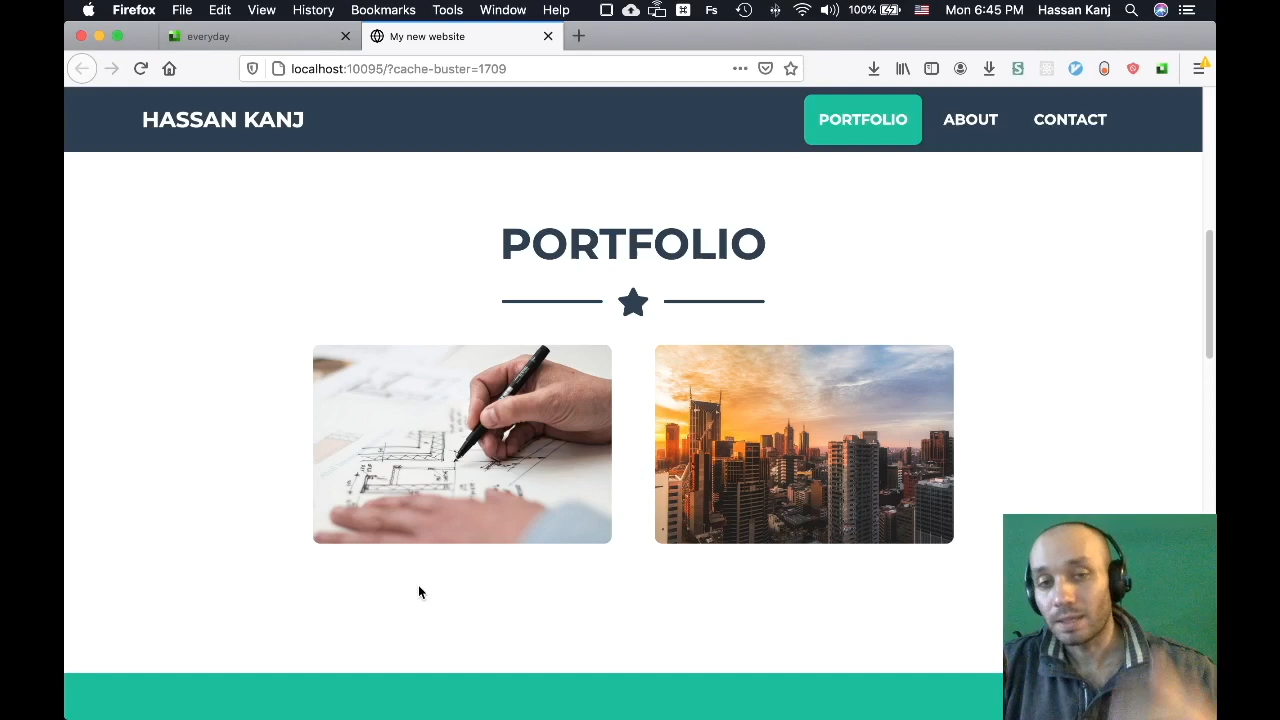 Firefox File Edit View History Bookmarks Tools Window Help Fs 100% Mon 6:45 PM Hassan Kanj
everyday
My new website
localhost:10095/?cache-buster=1709
HASSAN KANJ
PORTFOLIO
ABOUT
CONTACT
PORTFOLIO